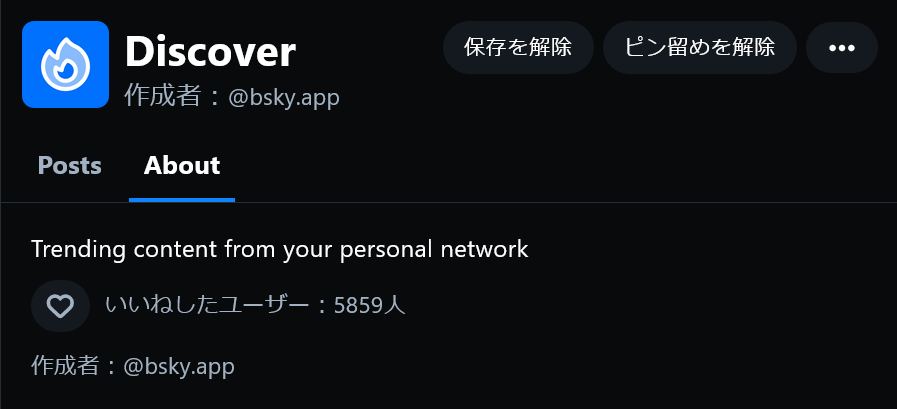 Discover
保存を解除
ピン留めを解除
作成者：@bsky.app
Posts
About
Trending content from your personal network
いいねしたユーザー：5859人
作成者：@bsky.app